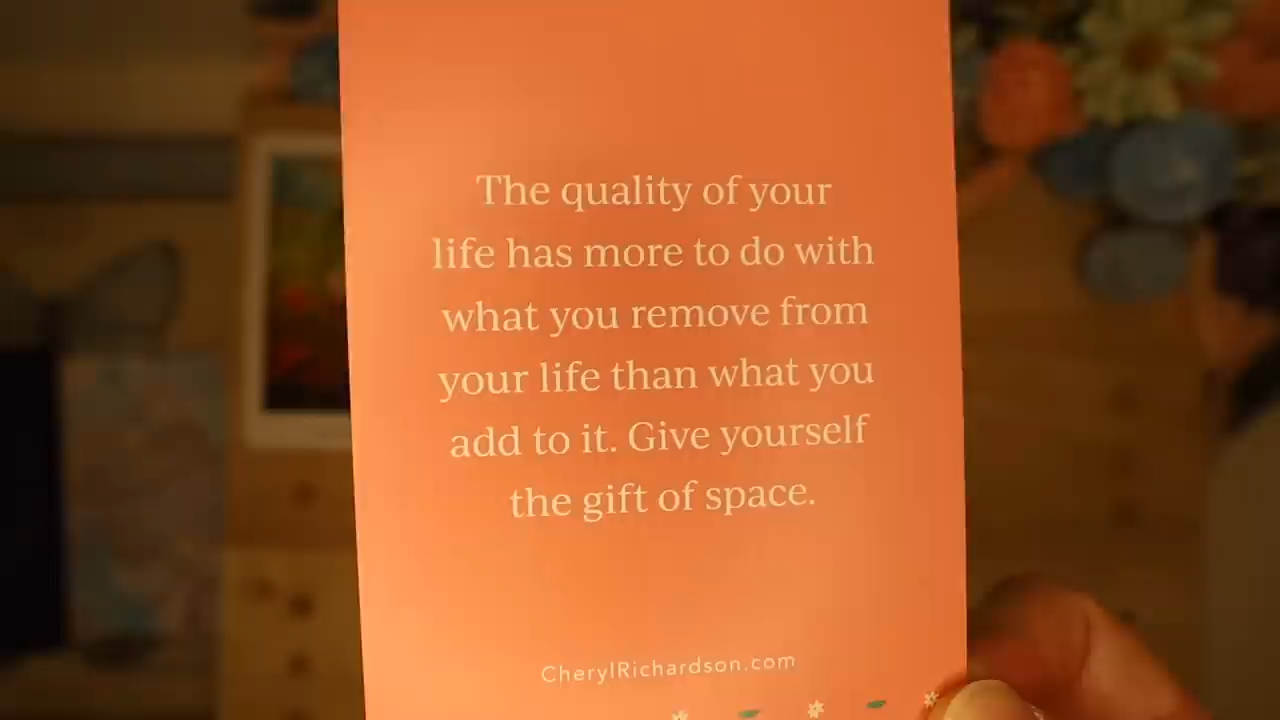 The quality of your
life has more to do with
what you remove from
your life than what you
add to it. Give yourself
the gift of space.
CherylRichardson.com